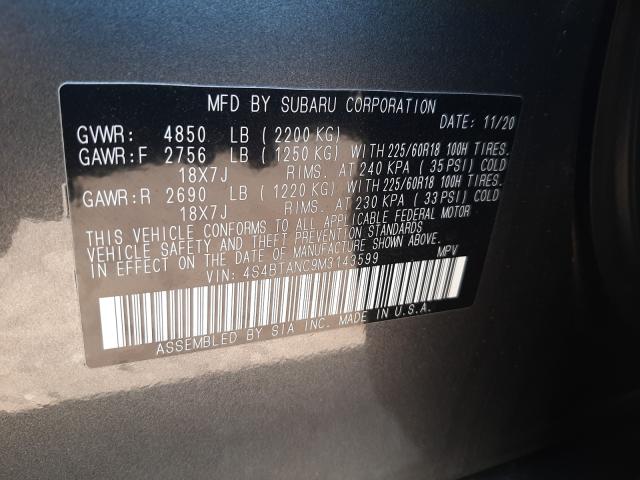 MFD BY SUBARU CORPORATION
DATE: 11/20
GVWR: 4850 LB (2200 KG)
GAWR:F 2756 LB (1250 KG) WITH 225/60R18 100H TIRES.
18X7J RIMS. AT 240 KPA (35 PSI) COLD
GAWR:R 2690 LB (1220 KG) WITH 225/60R18 100H TIRES.
18X7J RIMS. AT 230 KPA (33 PSI) COLD
THIS VEHICLE CONFORMS TO ALL APPLICABLE FEDERAL MOTOR
VEHICLE SAFETY AND THEFT PREVENTION STANDARDS
IN EFFECT ON THE DATE OF MANUFACTURE SHOWN ABOVE.
VIN: 4S4BTANC9M3143599 MPV
ASSEMBLED BY SIA INC. MADE IN U.S.A.